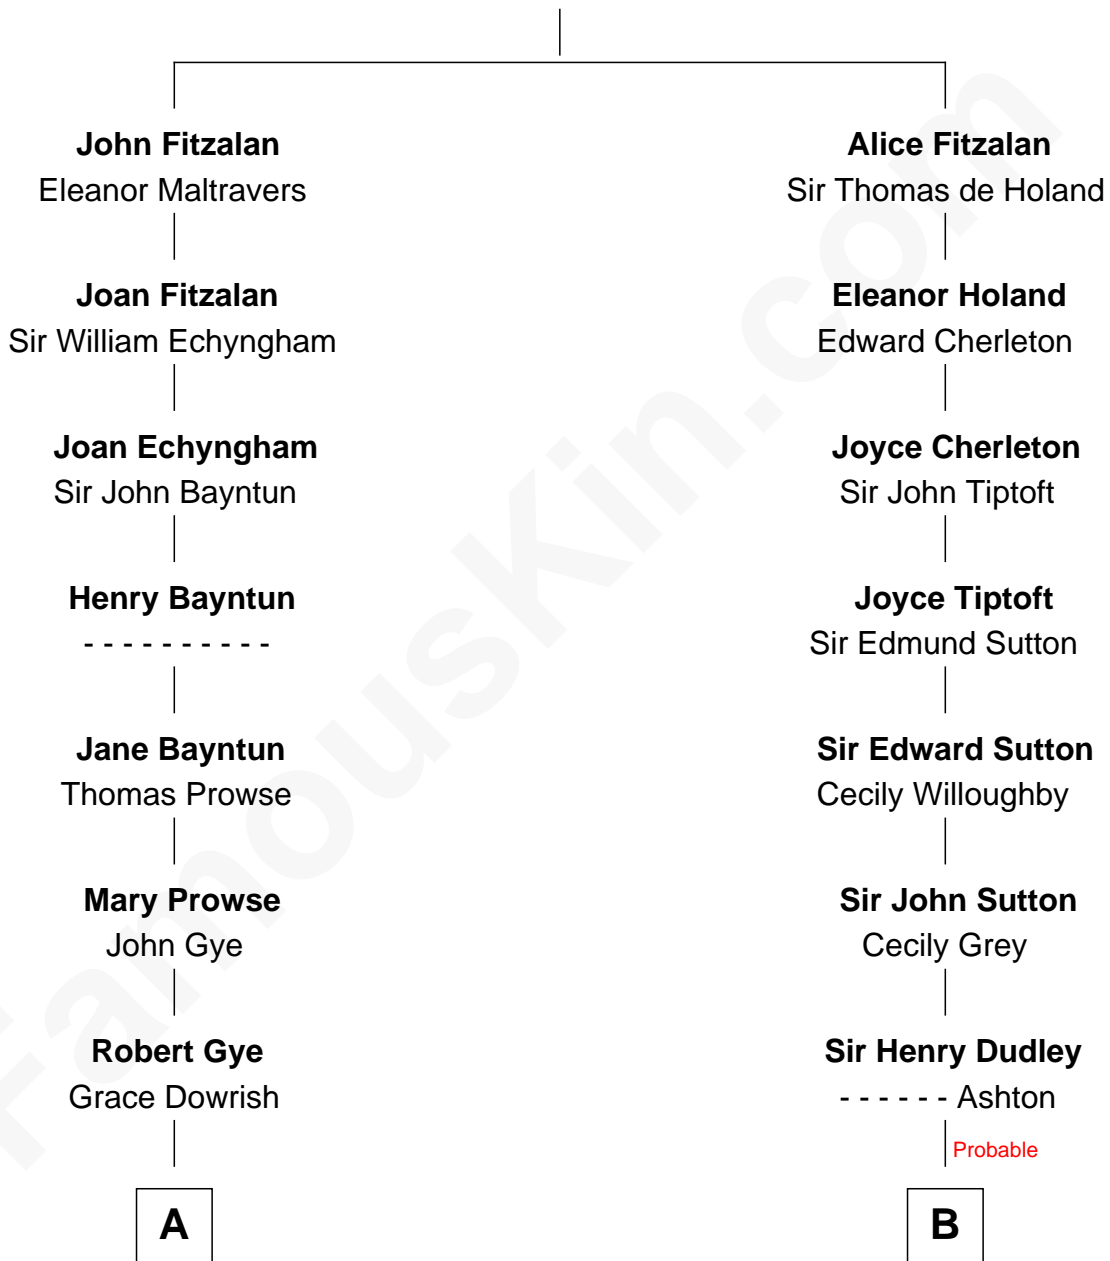 John Fitzalan
Eleanor Maltravers
Joan Fitzalan
Sir William Echyngham
Joan Echyngham
Sir John Bayntun
Henry Bayntun
- - - - - - - - - -
Jane Bayntun
Thomas Prowse
Mary Prowse
John Gye
Robert Gye
Grace Dowrish
A
Alice Fitzalan
Sir Thomas de Holand
Eleanor Holand
Edward Cherleton
Joyce Cherleton
Sir John Tiptoft
Joyce Tiptoft
Sir Edmund Sutton
Sir Edward Sutton
Cecily Willoughby
Sir John Sutton
Cecily Grey
Sir Henry Dudley
- - - - - - Ashton
Probable
B
FamousKin.com